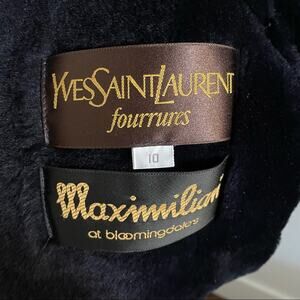 YVESSAINTLAURENT
fourrures
10
Maximilian
at bloomingdale's